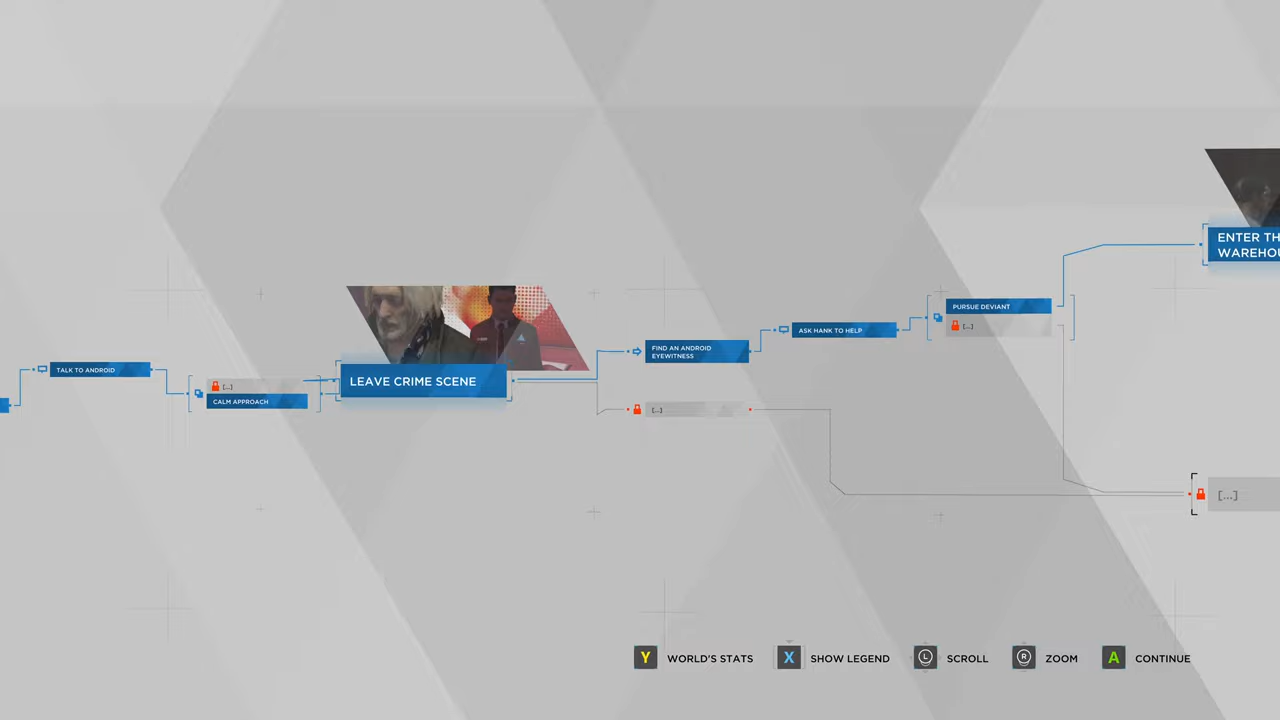 TALK TO ANDROID
[...]
CALM APPROACH
LEAVE CRIME SCENE
FIND AN ANDROID
EYEWITNESS
[...]
ASK HANK TO HELP
PURSUE DEVIANT
[...]
ENTER TH
WAREHOU
[...]
Y WORLD'S STATS
X SHOW LEGEND
L SCROLL
R ZOOM
A CONTINUE